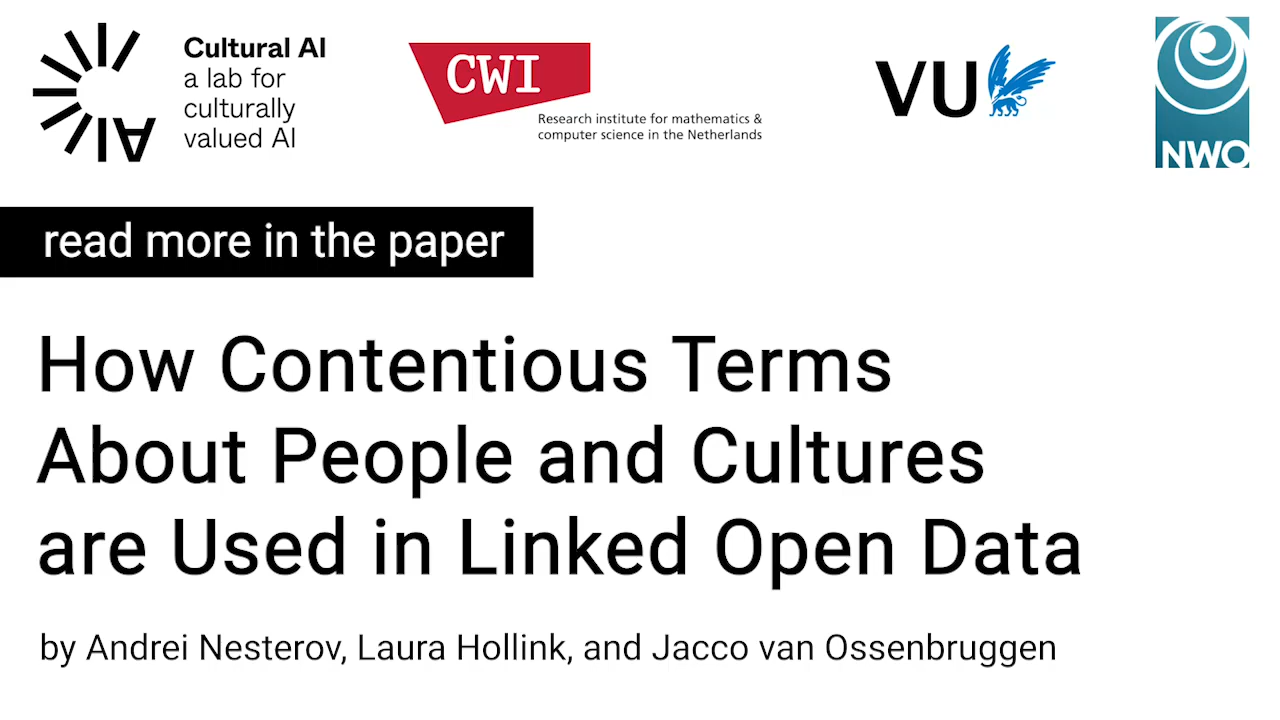 Cultural AI
a lab for
culturally
valued AI
AI
CWI
Research institute for mathematics &
computer science in the Netherlands
VU
NWO
read more in the paper
How Contentious Terms
About People and Cultures
are Used in Linked Open Data
by Andrei Nesterov, Laura Hollink, and Jacco van Ossenbruggen